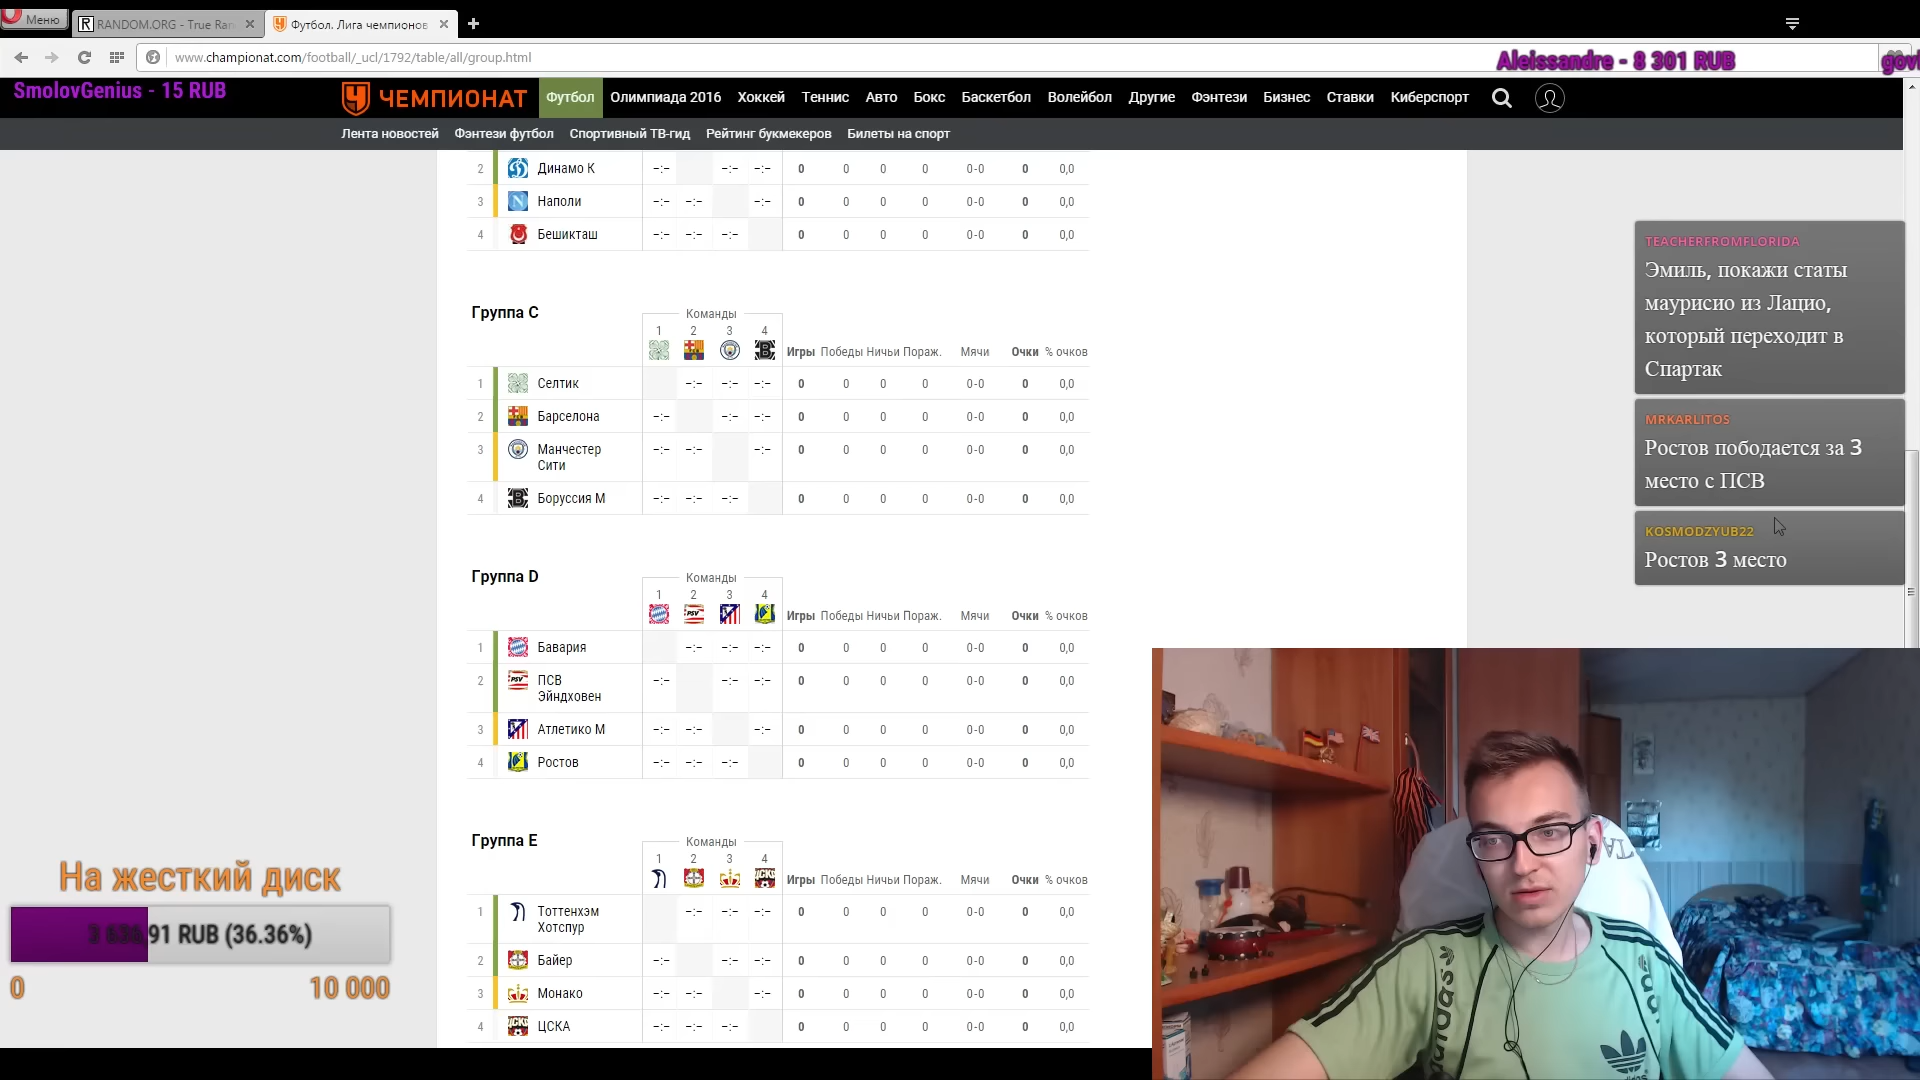 Меню
RANDOM.ORG - True Ran
Футбол. Лига чемпионов
www.championat.com/football/_ucl/1792/table/all/group.html
Aleissandre - 8 301 RUB
SmolovGenius - 15 RUB
ЧЕМПИОНАТ
Футбол Олимпиада 2016 Хоккей Теннис Авто Бокс Баскетбол Волейбол Другие Фэнтези Бизнес Ставки Киберспорт
Лента новостей Фэнтези футбол Спортивный ТВ-гид Рейтинг букмекеров Билеты на спорт
2 Динамо К -:- -:- -:- 0 0 0 0 0-0 0 0,0
3 Наполи -:- -:- -:- 0 0 0 0 0-0 0 0,0
4 Бешикташ -:- -:- -:- 0 0 0 0 0-0 0 0,0
Группа C
Команды
1 2 3 4
Игры Победы Ничьи Пораж. Мячи Очки % очков
1 Селтик -:- -:- -:- 0 0 0 0 0-0 0 0,0
2 Барселона -:- -:- -:- 0 0 0 0 0-0 0 0,0
3 Манчестер Сити -:- -:- -:- 0 0 0 0 0-0 0 0,0
4 Боруссия М -:- -:- -:- 0 0 0 0 0-0 0 0,0
Группа D
Команды
1 2 3 4
Игры Победы Ничьи Пораж. Мячи Очки % очков
1 Бавария -:- -:- -:- 0 0 0 0 0-0 0 0,0
2 ПСВ Эйндховен -:- -:- -:- 0 0 0 0 0-0 0 0,0
3 Атлетико М -:- -:- -:- 0 0 0 0 0-0 0 0,0
4 Ростов -:- -:- -:- 0 0 0 0 0-0 0 0,0
Группа E
Команды
1 2 3 4
Игры Победы Ничьи Пораж. Мячи Очки % очков
1 Тоттенхэм Хотспур -:- -:- -:- 0 0 0 0 0-0 0 0,0
2 Байер -:- -:- -:- 0 0 0 0 0-0 0 0,0
3 Монако -:- -:- -:- 0 0 0 0 0-0 0 0,0
4 ЦСКА -:- -:- -:- 0 0 0 0 0-0 0 0,0
TEACHERFROMFLORIDA
Эмиль, покажи статы
маурисио из Лацио,
который переходит в
Спартак
MRKARLITOS
Ростов пободается за 3
место с ПСВ
KOSMODZYUB22
Ростов 3 место
На жесткий диск
3 636.91 RUB (36.36%)
0 10 000
adidas
adidas